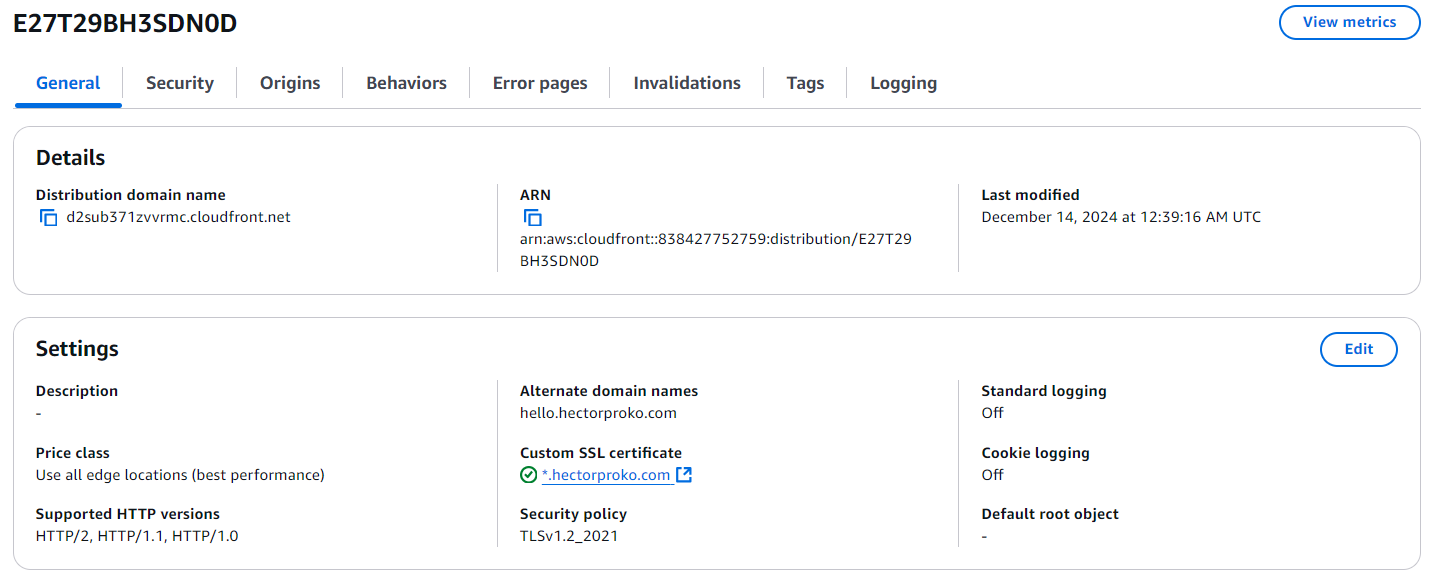 E27T29BH3SDN0D
View metrics
General
Security
Origins
Behaviors
Error pages
Invalidations
Tags
Logging
Details
Distribution domain name
d2sub371zvvrmc.cloudfront.net
ARN
arn:aws:cloudfront::838427752759:distribution/E27T29
BH3SDN0D
Last modified
December 14, 2024 at 12:39:16 AM UTC
Settings
Edit
Description
-
Price class
Use all edge locations (best performance)
Supported HTTP versions
HTTP/2, HTTP/1.1, HTTP/1.0
Alternate domain names
hello.hectorproko.com
Custom SSL certificate
*.hectorproko.com
Security policy
TLSv1.2_2021
Standard logging
Off
Cookie logging
Off
Default root object
-